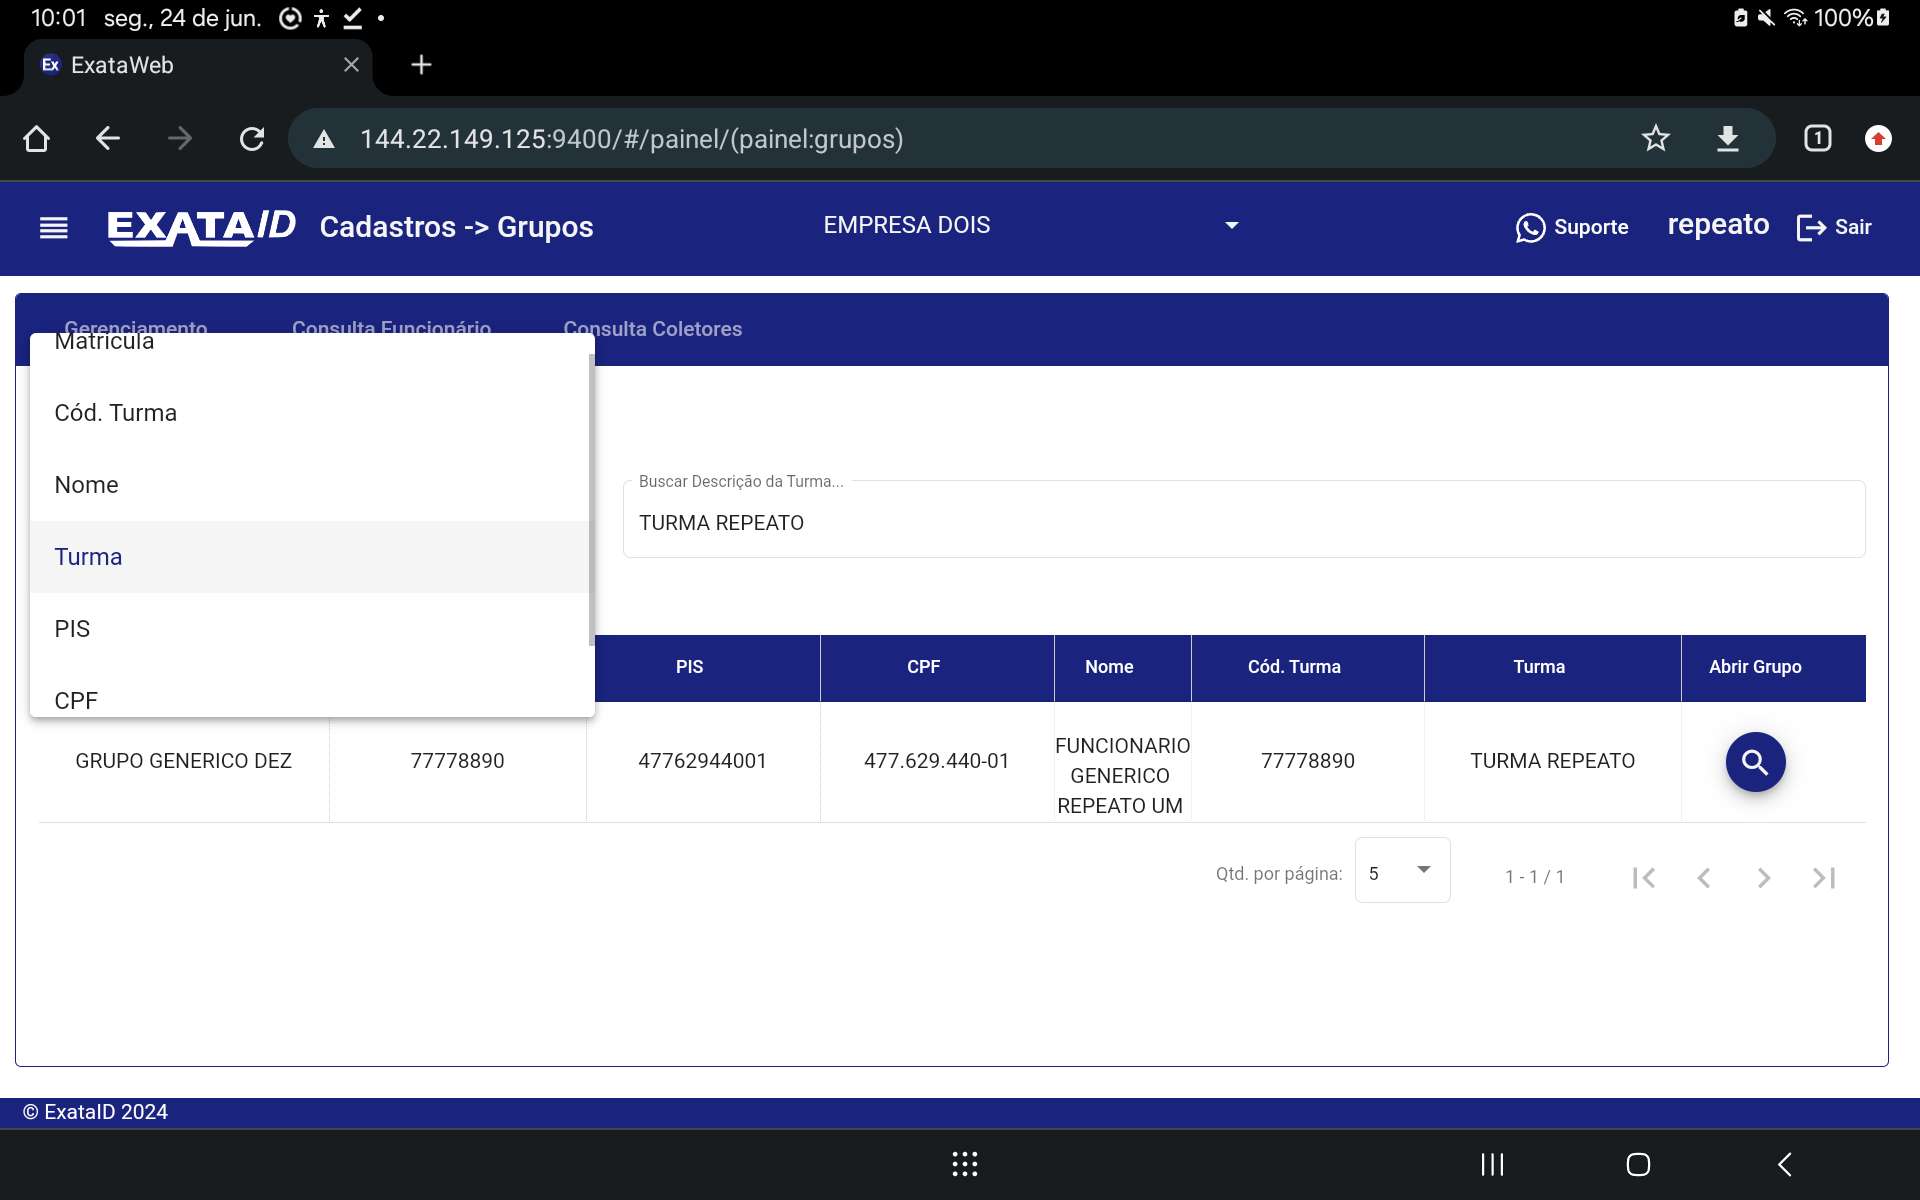 10:01 seg., 24 de jun. 100%
Ex ExataWeb
144.22.149.125:9400/#/painel/(painel:grupos) 1
EXATAID Cadastros -> Grupos EMPRESA DOIS Suporte repeato Sair
Gerenciamento Consulta Funcionário Consulta Coletores
Matrícula
Cód. Turma
Nome
Turma
PIS
CPF
Buscar Descrição da Turma...
TURMA REPEATO
PIS CPF Nome Cód. Turma Turma Abrir Grupo
GRUPO GENERICO DEZ 77778890 47762944001 477.629.440-01 FUNCIONARIO GENERICO REPEATO UM 77778890 TURMA REPEATO
Qtd. por página: 5 1 - 1 / 1
© ExataID 2024